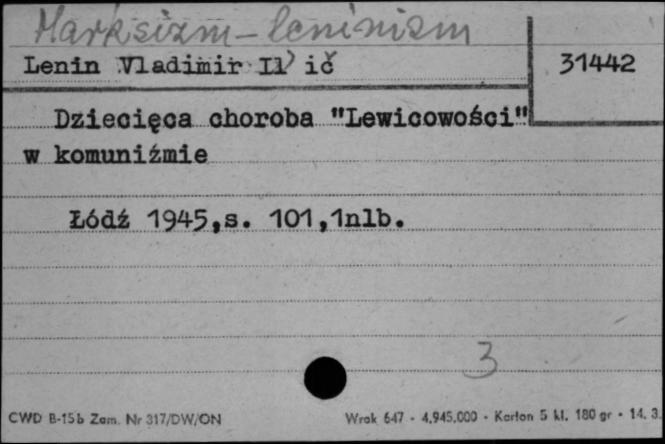 Marksizm-leninizm
Lenin Vladimir Il'ič
31442
Dziecięca choroba "Lewicowości"
w komuniźmie
Łódź 1945,s. 101,1nlb.
3
CWD B-15b Zam. Nr 317/DW/ON
Wrak 647 - 4.945.000 - Karton 5 kl. 180 gr - 14. 3.